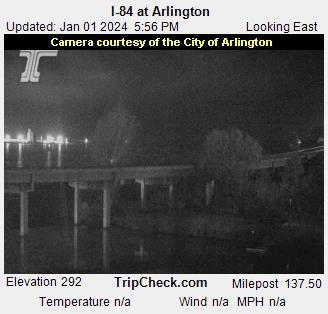 I-84 at Arlington
Updated: Jan 01 2024 5:56 PM Looking East
Camera courtesy of the City of Arlington
Elevation 292 TripCheck.com Milepost 137.50
Temperature n/a Wind n/a MPH n/a